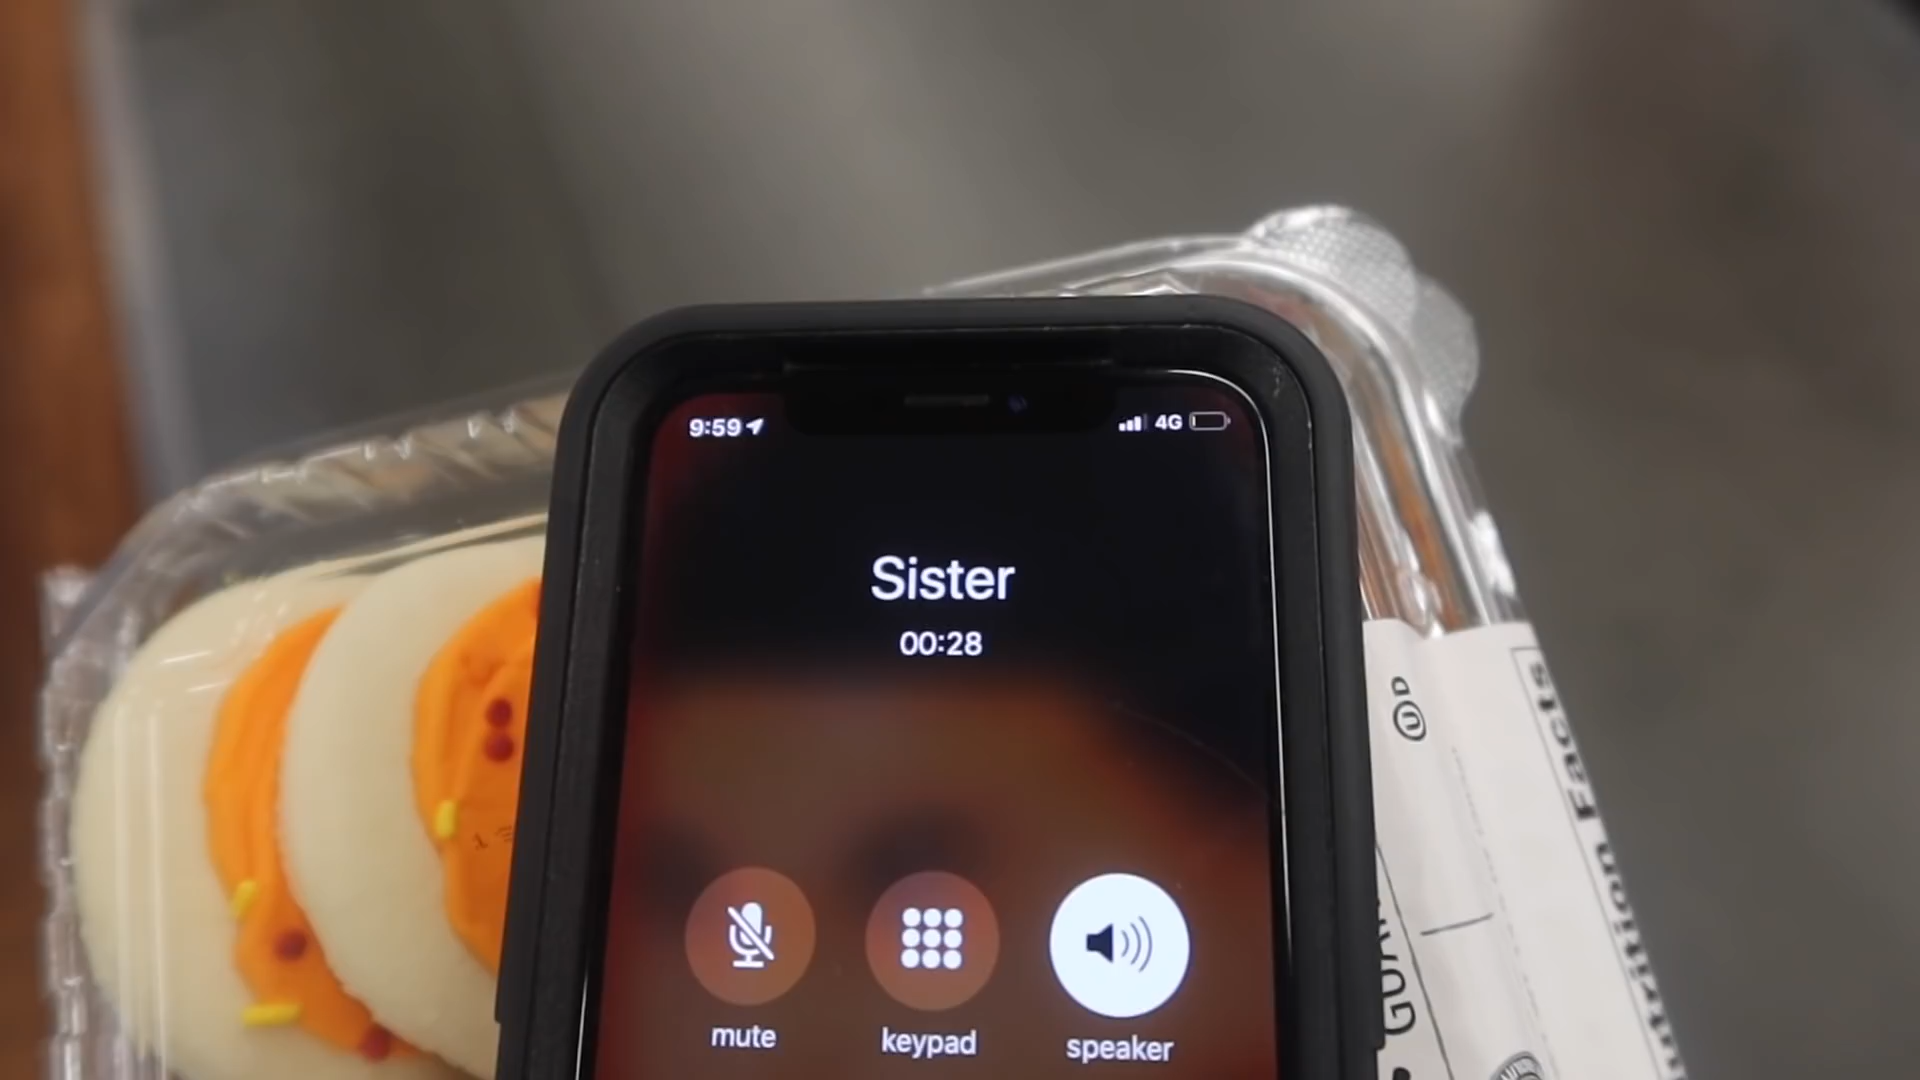 9:59
4G
Sister
00:28
mute
keypad
speaker
D
Nutrition Facts